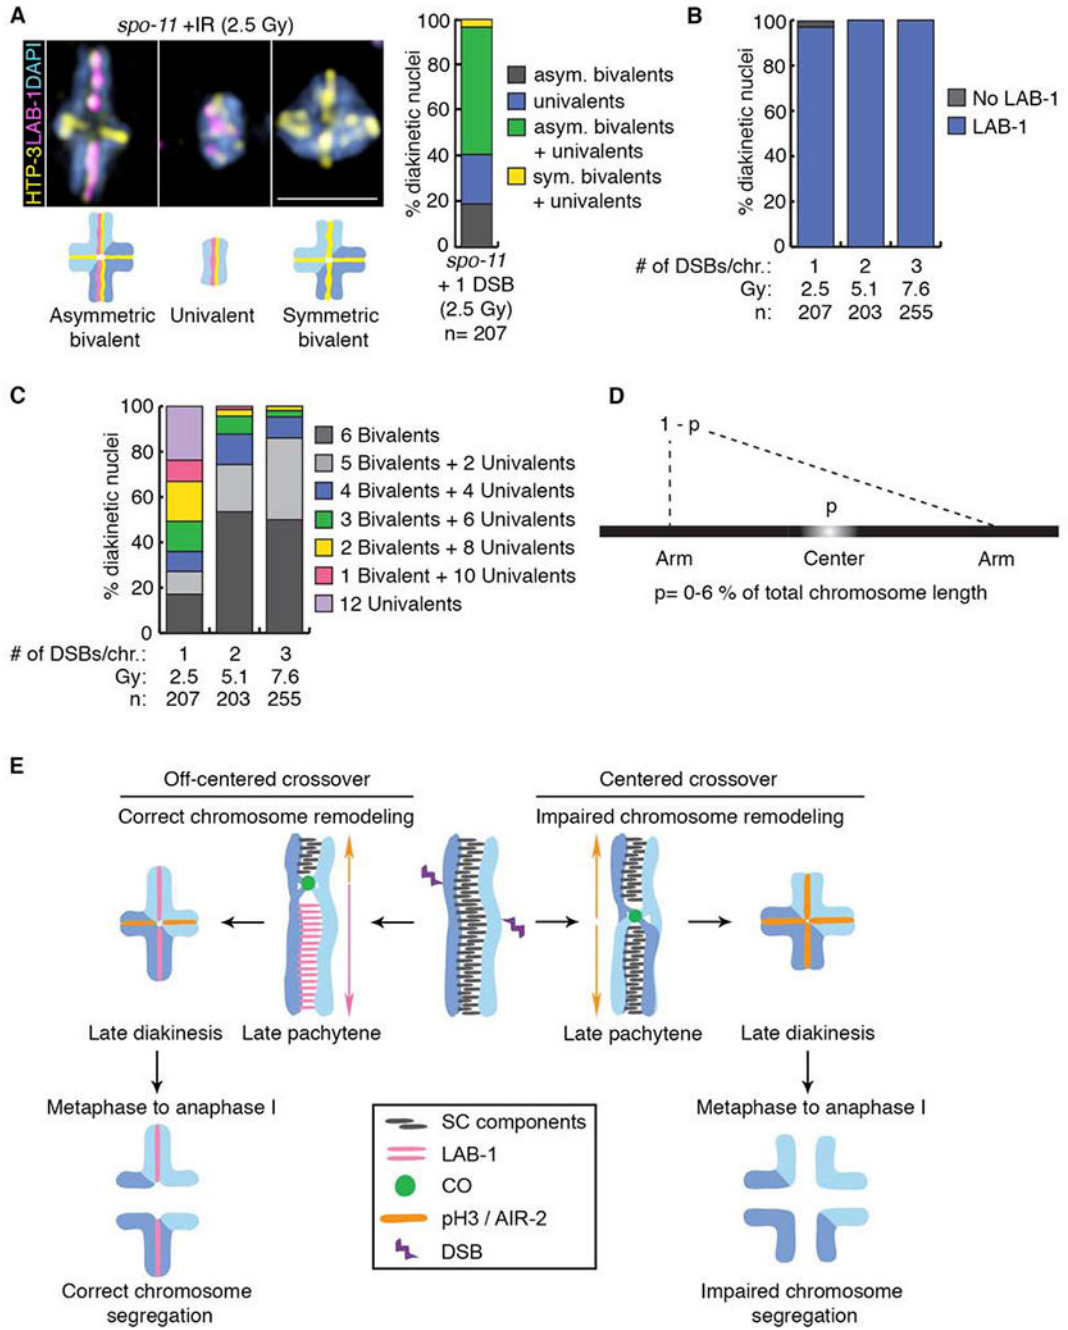 A
spo-11 +IR (2.5 Gy)
HTP-3LAB-1DAPI
Asymmetric
bivalent
Univalent
Symmetric
bivalent
% diakinetic nuclei
100
80
60
40
20
0
spo-11
+ 1 DSB
(2.5 Gy)
n= 207
asym. bivalents
univalents
asym. bivalents
+ univalents
sym. bivalents
+ univalents
B
% diakinetic nuclei
100
80
60
40
20
0
No LAB-1
LAB-1
# of DSBs/chr.: 1 2 3
Gy: 2.5 5.1 7.6
n: 207 203 255
C
% diakinetic nuclei
100
80
60
40
20
0
6 Bivalents
5 Bivalents + 2 Univalents
4 Bivalents + 4 Univalents
3 Bivalents + 6 Univalents
2 Bivalents + 8 Univalents
1 Bivalent + 10 Univalents
12 Univalents
# of DSBs/chr.: 1 2 3
Gy: 2.5 5.1 7.6
n: 207 203 255
D
1 - p
p
Arm Center Arm
p= 0-6 % of total chromosome length
E
Off-centered crossover
Correct chromosome remodeling
Centered crossover
Impaired chromosome remodeling
Late diakinesis Late pachytene
Late pachytene Late diakinesis
Metaphase to anaphase I
Metaphase to anaphase I
SC components
LAB-1
CO
pH3 / AIR-2
DSB
Correct chromosome
segregation
Impaired chromosome
segregation